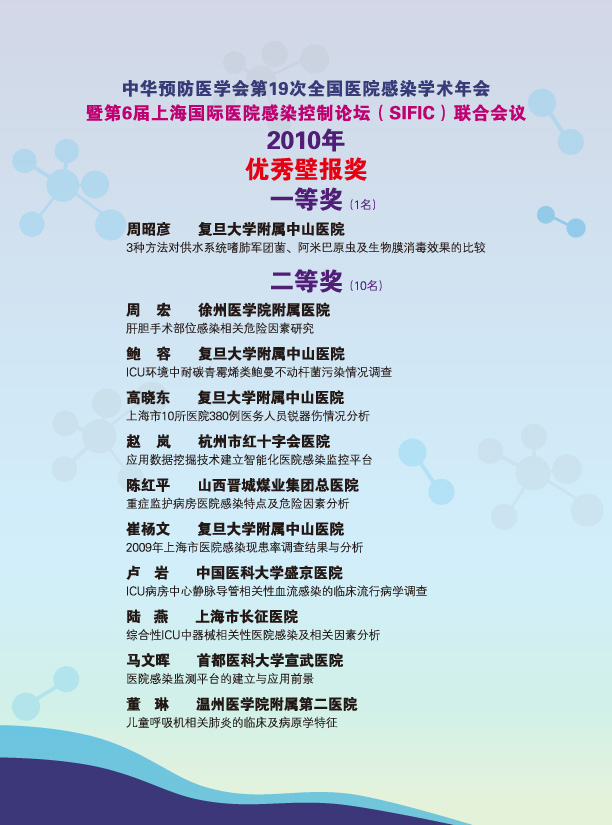 中华预防医学会第19次全国医院感染学术年会
暨第6届上海国际医院感染控制论坛（SIFIC）联合会议
2010年
优秀壁报奖
一等奖（1名）
周昭彦 复旦大学附属中山医院
3种方法对供水系统嗜肺军团菌、阿米巴原虫及生物膜消毒效果的比较
二等奖（10名）
周 宏 徐州医学院附属医院
肝胆手术部位感染相关危险因素研究
鲍 容 复旦大学附属中山医院
ICU环境中耐碳青霉烯类鲍曼不动杆菌污染情况调查
高晓东 复旦大学附属中山医院
上海市10所医院380例医务人员锐器伤情况分析
赵 岚 杭州市红十字会医院
应用数据挖掘技术建立智能化医院感染监控平台
陈红平 山西晋城煤业集团总医院
重症监护病房医院感染特点及危险因素分析
崔杨文 复旦大学附属中山医院
2009年上海市医院感染现患率调查结果与分析
卢 岩 中国医科大学盛京医院
ICU病房中心静脉导管相关性血流感染的临床流行病学调查
陆 燕 上海市长征医院
综合性ICU中器械相关性医院感染及相关因素分析
马文晖 首都医科大学宣武医院
医院感染监测平台的建立与应用前景
董 琳 温州医学院附属第二医院
儿童呼吸机相关肺炎的临床及病原学特征